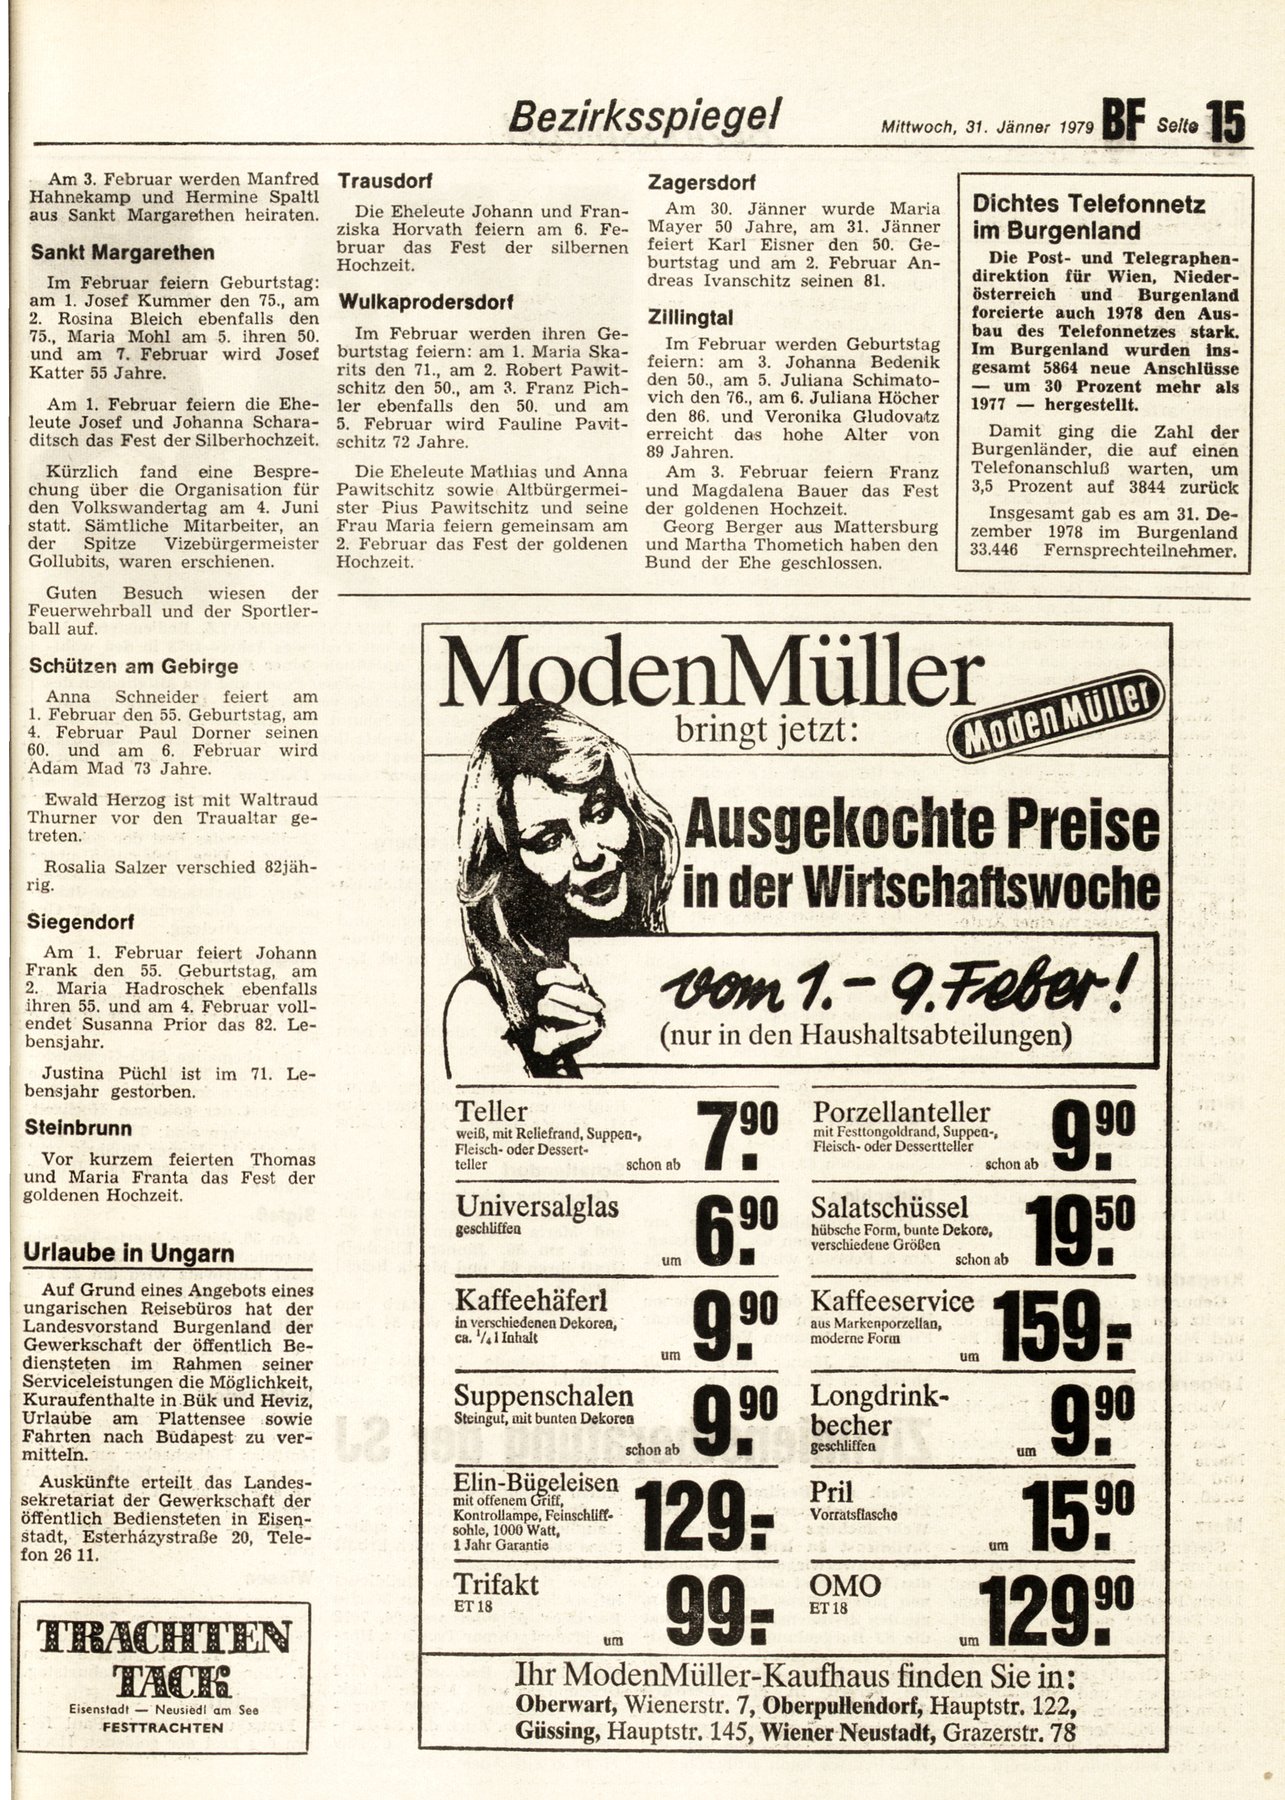 Bezirksspiegel
Mittwoch, 31. Jänner 1979 BF Seite 15
Am 3. Februar werden Manfred
Hahnekamp und Hermine Spaltl
aus Sankt Margarethen heiraten.
Sankt Margarethen
Im Februar feiern Geburtstag:
am 1. Josef Kummer den 75., am
2. Rosina Bleich ebenfalls den
75., Maria Mohl am 5. ihren 50.
und am 7. Februar wird Josef
Katter 55 Jahre.
Am 1. Februar feiern die Ehe-
leute Josef und Johanna Schara-
ditsch das Fest der Silberhochzeit.
Kürzlich fand eine Bespre-
chung über die Organisation für
den Volkswandertag am 4. Juni
statt. Sämtliche Mitarbeiter, an
der Spitze Vizebürgermeister
Gollubits, waren erschienen.
Guten Besuch wiesen der
Feuerwehrball und der Sportler-
ball auf.
Schützen am Gebirge
Anna Schneider feiert am
1. Februar den 55. Geburtstag, am
4. Februar Paul Dorner seinen
60. und am 6. Februar wird
Adam Mad 73 Jahre.
Ewald Herzog ist mit Waltraud
Thurner vor den Traualtar ge-
treten.
Rosalia Salzer verschied 82jäh-
rig.
Siegendorf
Am 1. Februar feiert Johann
Frank den 55. Geburtstag, am
2. Maria Hadroschek ebenfalls
ihren 55. und am 4. Februar voll-
endet Susanna Prior das 82. Le-
bensjahr.
Justina Püchl ist im 71. Le-
bensjahr gestorben.
Steinbrunn
Vor kurzem feierten Thomas
und Maria Franta das Fest der
goldenen Hochzeit.
Urlaube in Ungarn
Auf Grund eines Angebots eines
ungarischen Reisebüros hat der
Landesvorstand Burgenland der
Gewerkschaft der öffentlich Be-
diensteten im Rahmen seiner
Serviceleistungen die Möglichkeit,
Kuraufenthalte in Bük und Heviz,
Urlaube am Plattensee sowie
Fahrten nach Budapest zu ver-
mitteln.
Auskünfte erteilt das Landes-
sekretariat der Gewerkschaft der
öffentlich Bediensteten in Eisen-
stadt, Esterházystraße 20, Tele-
fon 26 11.
TRACHTEN
TACK
Eisenstadt — Neusiedl am See
FESTTRACHTEN
Trausdorf
Die Eheleute Johann und Fran-
ziska Horvath feiern am 6. Fe-
bruar das Fest der silbernen
Hochzeit.
Wulkaprodersdorf
Im Februar werden ihren Ge-
burtstag feiern: am 1. Maria Ska-
rits den 71., am 2. Robert Pawit-
schitz den 50., am 3. Franz Pich-
ler ebenfalls den 50. und am
5. Februar wird Fauline Pavit-
schitz 72 Jahre.
Die Eheleute Mathias und Anna
Pawitschitz sowie Altbürgermei-
ster Pius Pawitschitz und seine
Frau Maria feiern gemeinsam am
2. Februar das Fest der goldenen
Hochzeit.
Zagersdorf
Am 30. Jänner wurde Maria
Mayer 50 Jahre, am 31. Jänner
feiert Karl Eisner den 50. Ge-
burtstag und am 2. Februar An-
dreas Ivanschitz seinen 81.
Zillingtal
Im Februar werden Geburtstag
feiern: am 3. Johanna Bedenik
den 50., am 5. Juliana Schimato-
vich den 76., am 6. Juliana Höcher
den 86. und Veronika Gludovatz
erreicht das hohe Alter von
89 Jahren.
Am 3. Februar feiern Franz
und Magdalena Bauer das Fest
der goldenen Hochzeit.
Georg Berger aus Mattersburg
und Martha Thometich haben den
Bund der Ehe geschlossen.
Dichtes Telefonnetz
im Burgenland
Die Post- und Telegraphen-
direktion für Wien, Nieder-
österreich und Burgenland
forcierte auch 1978 den Aus-
bau des Telefonnetzes stark.
Im Burgenland wurden ins-
gesamt 5864 neue Anschlüsse
— um 30 Prozent mehr als
1977 — hergestellt.
Damit ging die Zahl der
Burgenländer, die auf einen
Telefonanschluß warten, um
3,5 Prozent auf 3844 zurück
Insgesamt gab es am 31. De-
zember 1978 im Burgenland
33.446 Fernsprechteilnehmer.
ModenMüller
bringt jetzt:
ModenMüller
Ausgekochte Preise
in der Wirtschaftswoche
vom 1. – 9. Feber!
(nur in den Haushaltsabteilungen)
Teller
weiß, mit Reliefrand, Suppen-,
Fleisch- oder Dessert-
teller schon ab 7.90
Porzellanteller
mit Festtongoldrand, Suppen-,
Fleisch- oder Dessertteller
schon ab 9.90
Universalglas
geschliffen
um 6.90
Salatschüssel
hübsche Form, bunte Dekore,
verschiedene Größen
schon ab 19.50
Kaffeehäferl
in verschiedenen Dekoren,
ca. 1/4 l Inhalt
um 9.90
Kaffeeservice
aus Markenporzellan,
moderne Form
um 159.-
Suppenschalen
Steingut, mit bunten Dekoren
schon ab 9.90
Longdrink-
becher
geschliffen
um 9.90
Elin-Bügeleisen
mit offenem Griff,
Kontrollampe, Feinschliff-
sohle, 1000 Watt,
1 Jahr Garantie
129.-
Pril
Vorratsflasche
um 15.90
Trifakt
ET 18
um 99.-
OMO
ET 18
um 129.90
Ihr ModenMüller-Kaufhaus finden Sie in:
Oberwart, Wienerstr. 7, Oberpullendorf, Hauptstr. 122,
Güssing, Hauptstr. 145, Wiener Neustadt, Grazerstr. 78